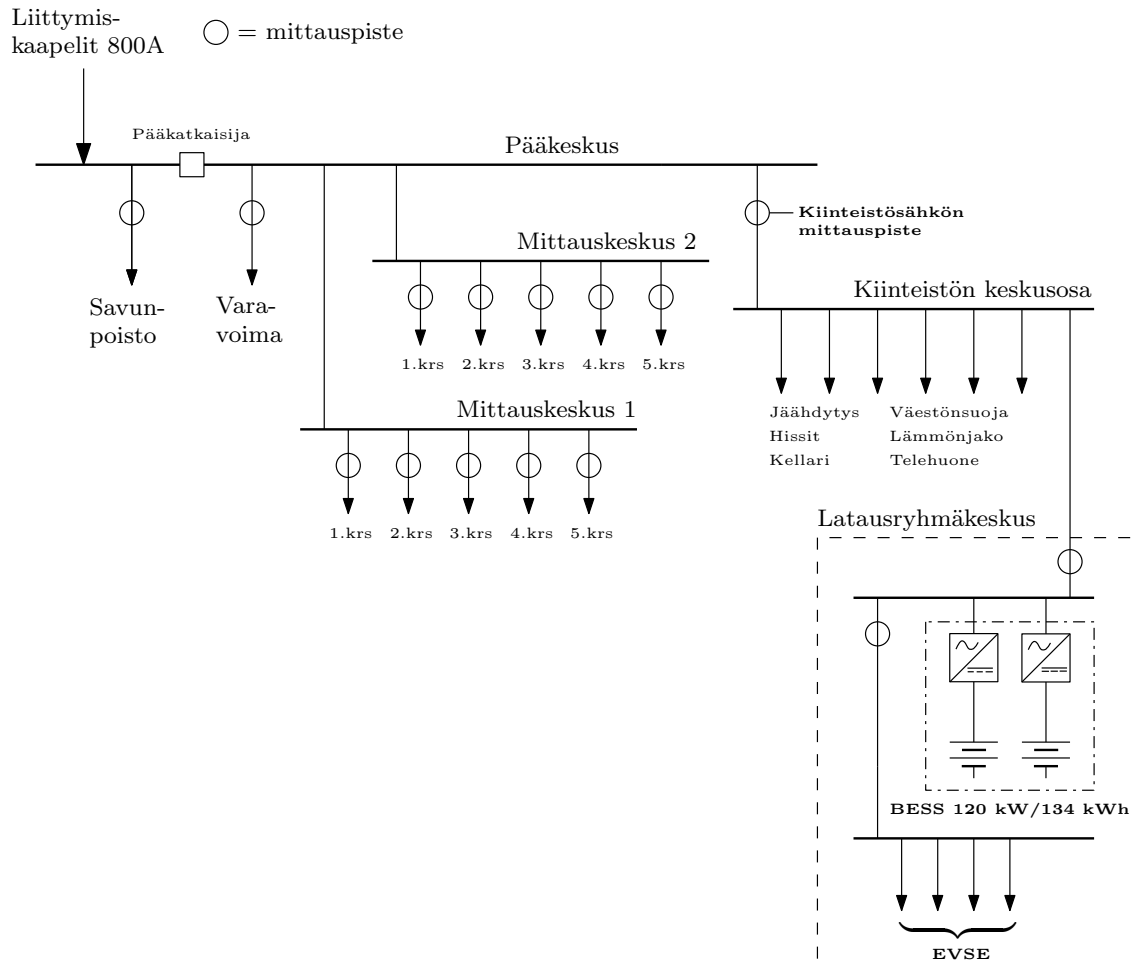 Liittymis-
kaapelit 800A
= mittauspiste
Pääkatkaisija
Pääkeskus
Kiinteistösähkön
mittauspiste
Savun-
poisto
Vara-
voima
Mittauskeskus 2
1.krs 2.krs 3.krs 4.krs 5.krs
Mittauskeskus 1
1.krs 2.krs 3.krs 4.krs 5.krs
Kiinteistön keskusosa
Jäähdytys Väestönsuoja
Hissit Lämmönjako
Kellari Telehuone
Latausryhmäkeskus
BESS 120 kW/134 kWh
EVSE